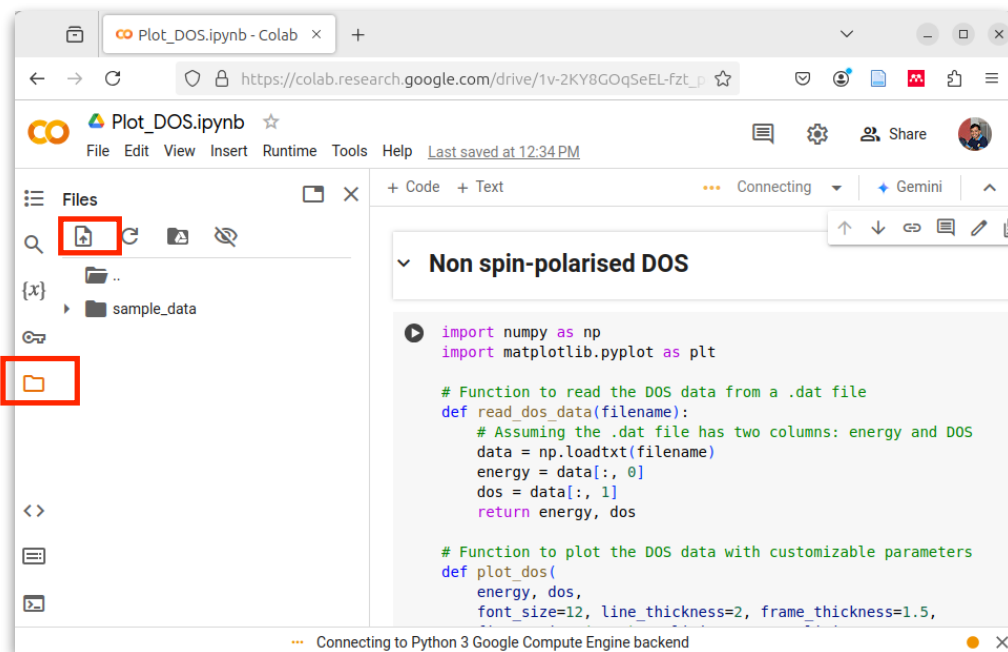 Plot_DOS.ipynb - Colab
https://colab.research.google.com/drive/1v-2KY8GOqSeEL-fzt_p
Plot_DOS.ipynb
File Edit View Insert Runtime Tools Help Last saved at 12:34 PM
Share
Files
+ Code + Text
Connecting
Gemini
..
sample_data
{x}
Non spin-polarised DOS
import numpy as np
import matplotlib.pyplot as plt
# Function to read the DOS data from a .dat file
def read_dos_data(filename):
# Assuming the .dat file has two columns: energy and DOS
data = np.loadtxt(filename)
energy = data[:, 0]
dos = data[:, 1]
return energy, dos
# Function to plot the DOS data with customizable parameters
def plot_dos(
energy, dos,
font_size=12, line_thickness=2, frame_thickness=1.5,
Connecting to Python 3 Google Compute Engine backend